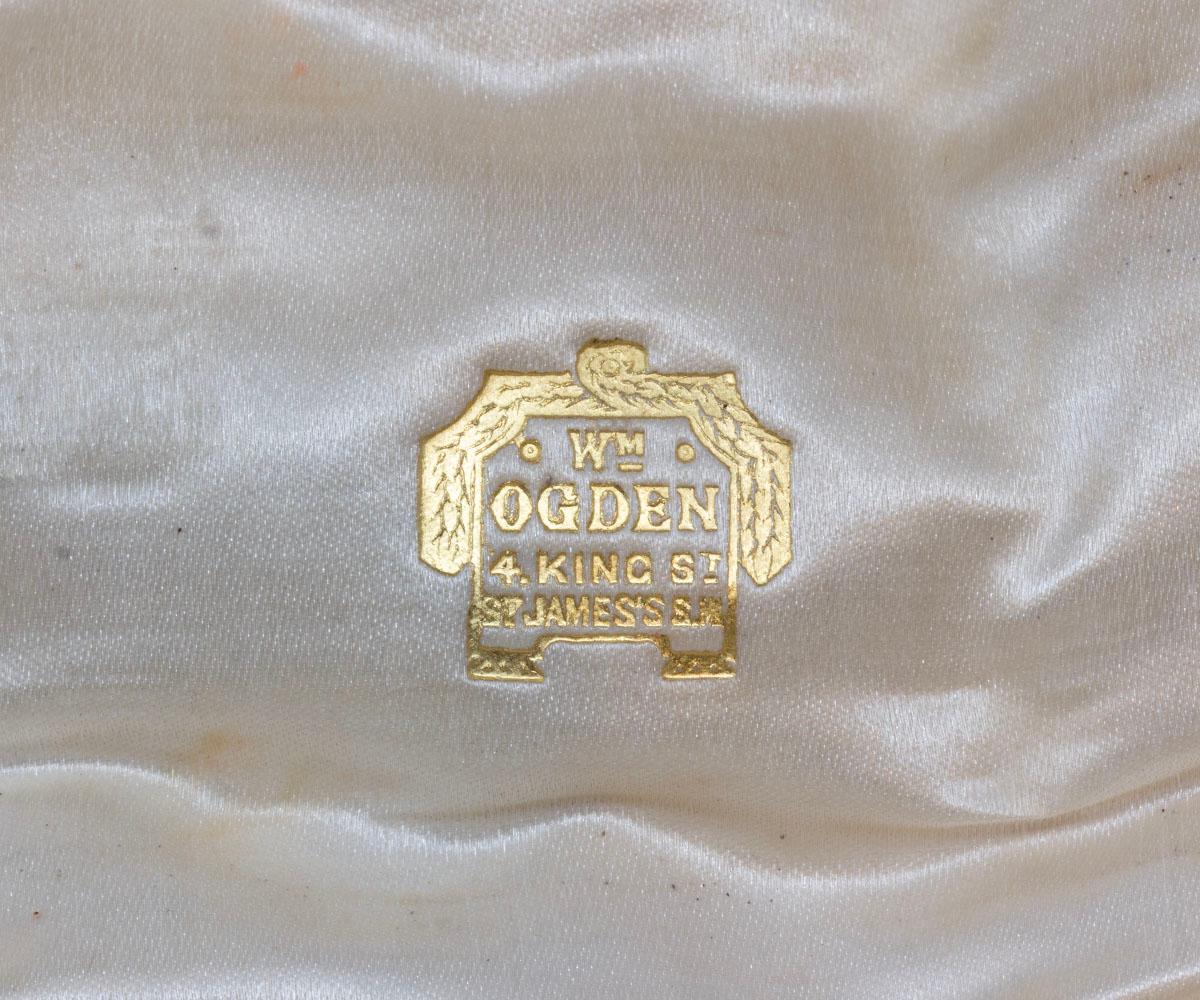 WM
OGDEN
4, KING ST
ST JAMES'S S.W.